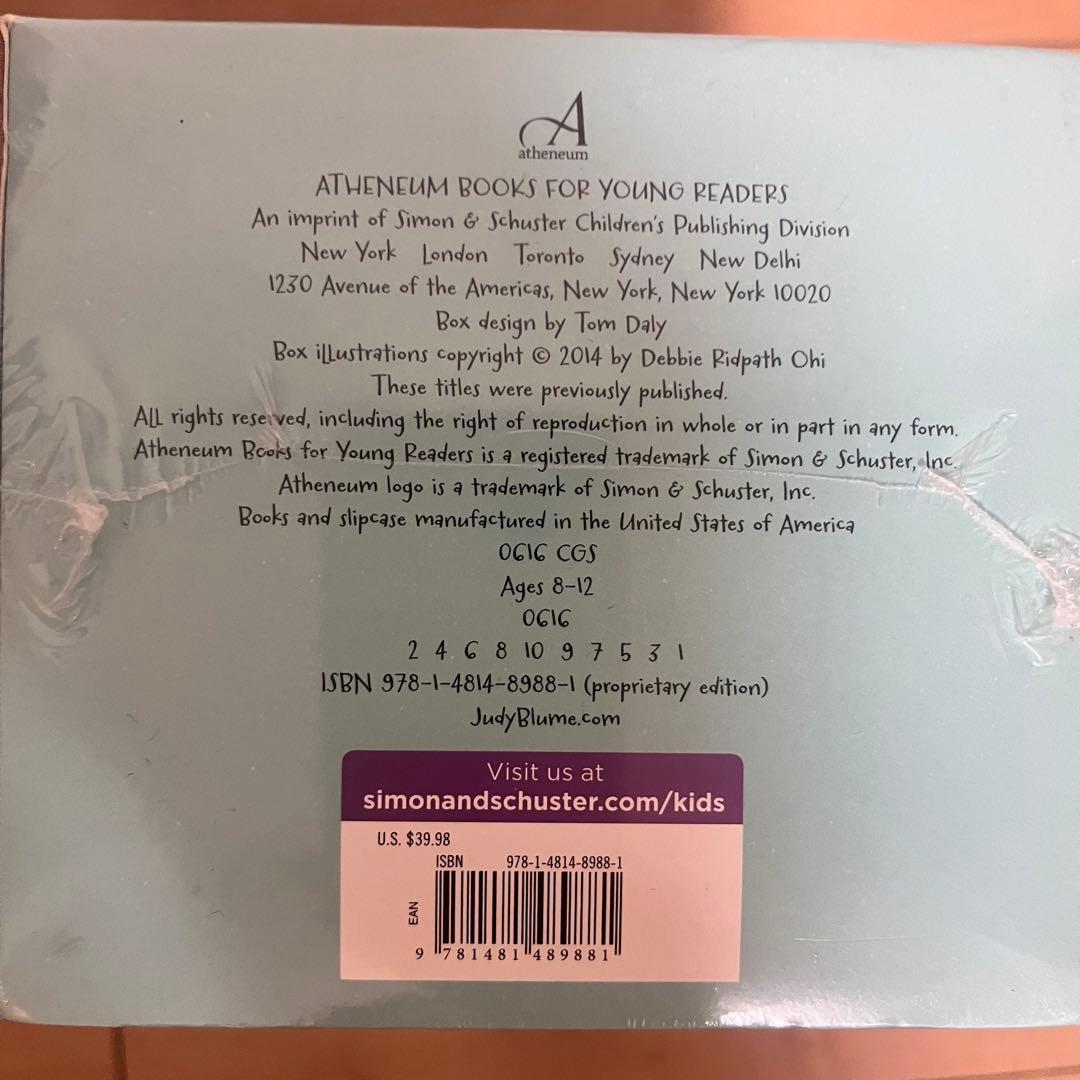 A
atheneum
ATHENEUM BOOKS FOR YOUNG READERS
An imprint of Simon & Schuster Children's Publishing Division
New York London Toronto Sydney New Delhi
1230 Avenue of the Americas, New York, New York 10020
Box design by Tom Daly
Box illustrations copyright © 2014 by Debbie Ridpath Ohi
These titles were previously published.
All rights reserved, including the right of reproduction in whole or in part in any form.
Atheneum Books for Young Readers is a registered trademark of Simon & Schuster, Inc.
Atheneum logo is a trademark of Simon & Schuster, Inc.
Books and slipcase manufactured in the United States of America
0616 CGS
Ages 8-12
0616
2 4 6 8 10 9 7 5 3 1
ISBN 978-1-4814-8988-1 (proprietary edition)
JudyBlume.com
Visit us at
simonandschuster.com/kids
U.S. $39.98
ISBN 978-1-4814-8988-1
EAN
9 781481 489881